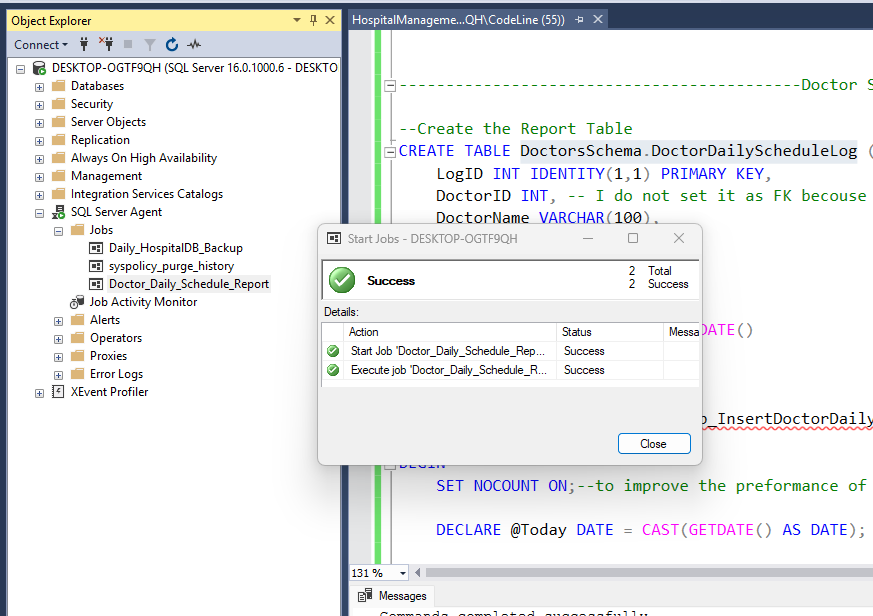 Object Explorer
Connect
DESKTOP-OGTF9QH (SQL Server 16.0.1000.6 - DESKTO
Databases
Security
Server Objects
Replication
Always On High Availability
Management
Integration Services Catalogs
SQL Server Agent
Jobs
Daily_HospitalDB_Backup
syspolicy_purge_history
Doctor_Daily_Schedule_Report
Job Activity Monitor
Alerts
Operators
Proxies
Error Logs
XEvent Profiler
HospitalManageme...QH\CodeLine (55))
----------------------------------------Doctor S
--Create the Report Table
CREATE TABLE DoctorsSchema.DoctorDailyScheduleLog (
LogID INT IDENTITY(1,1) PRIMARY KEY,
DoctorID INT, -- I do not set it as FK becouse
DoctorName VARCHAR(100),
DATE()
p_InsertDoctorDaily
BEGIN
SET NOCOUNT ON;--to improve the preformance of
DECLARE @Today DATE = CAST(GETDATE() AS DATE);
Start Jobs - DESKTOP-OGTF9QH
Success
2 Total
2 Success
Details:
Action Status Messa
Start Job 'Doctor_Daily_Schedule_Rep... Success
Execute job 'Doctor_Daily_Schedule_R... Success
Close
131 %
Messages
Commands completed successfully.